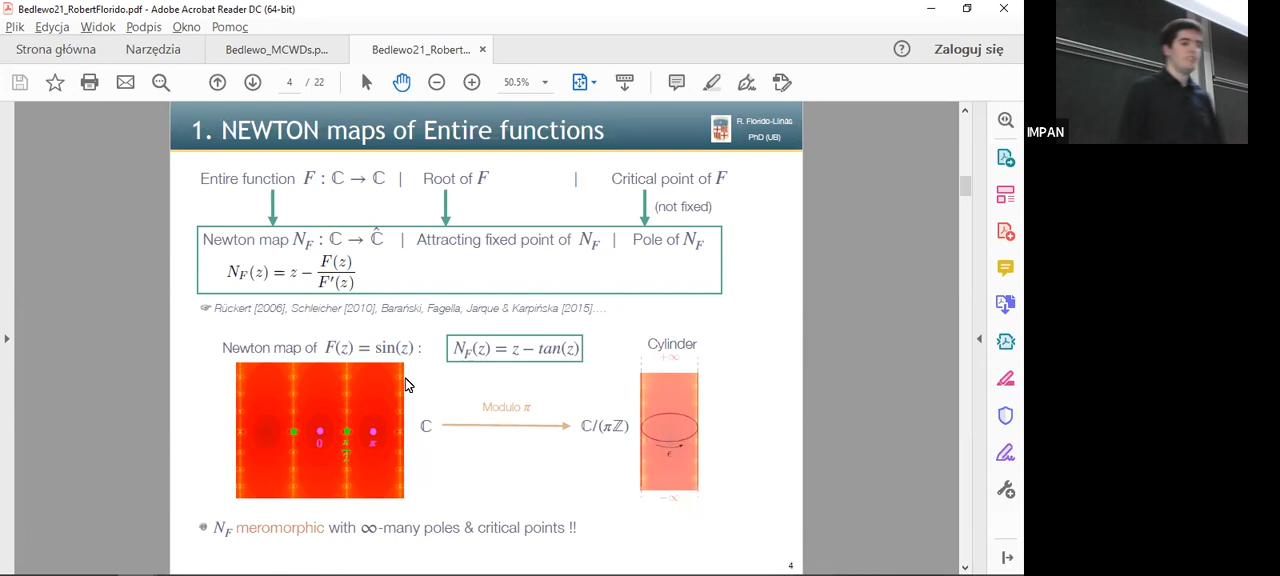 Bedlewo21_RobertFlorido.pdf - Adobe Acrobat Reader DC (64-bit)
Plik Edycja Widok Podpis Okno Pomoc
Strona główna Narzędzia Bedlewo_MCWDs.p... Bedlewo21_Robert... × Zaloguj się
4 / 22 50.5%
IMPAN
1. NEWTON maps of Entire functions
R. Florido-Llinàs
PhD (UB)
Entire function F : ℂ → ℂ | Root of F | Critical point of F
(not fixed)
Newton map N_F : ℂ → Ĉ | Attracting fixed point of N_F | Pole of N_F
N_F(z) = z − F(z)/F′(z)
☞ Rückert [2006], Schleicher [2010], Barański, Fagella, Jarque & Karpińska [2015]....
Newton map of F(z) = sin(z) : N_F(z) = z − tan(z) Cylinder
+∞
0 π/2 π
ℂ Modulo π ℂ/(πℤ)
ϵ
−∞
N_F meromorphic with ∞-many poles & critical points !!
4